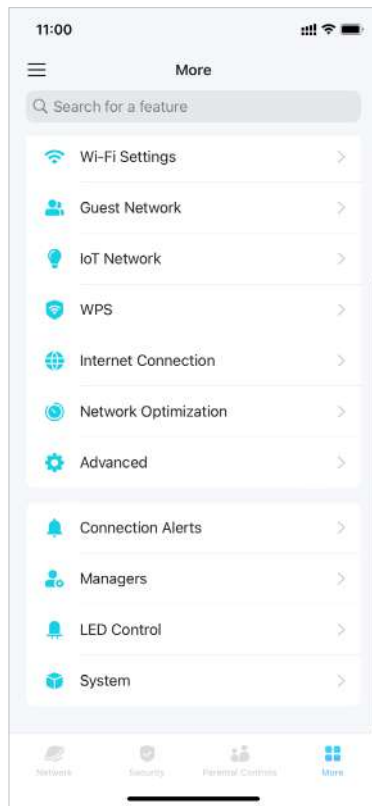 11:00
More
Search for a feature
Wi-Fi Settings
Guest Network
IoT Network
WPS
Internet Connection
Network Optimization
Advanced
Connection Alerts
Managers
LED Control
System
Network
Security
Parental Controls
More